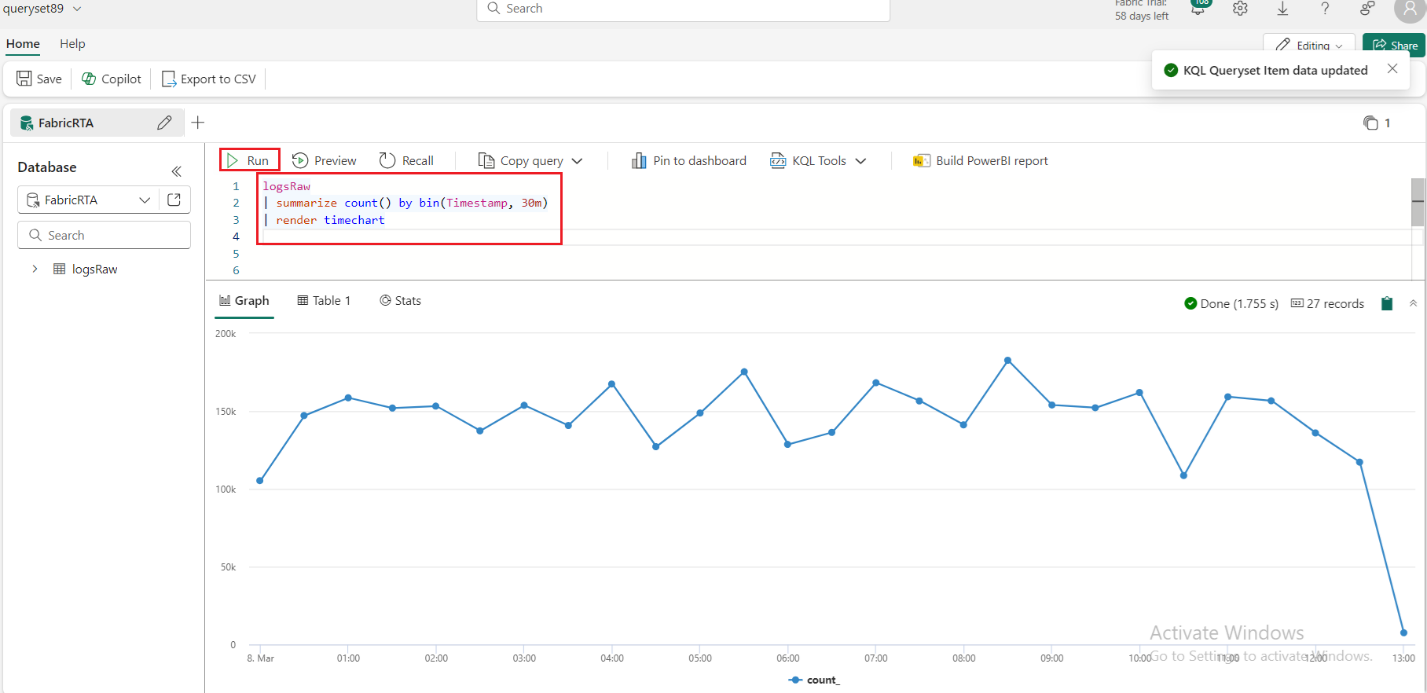 queryset89
Search
Fabric Trial:
58 days left
108
Home Help
Editing
Share
Save Copilot Export to CSV
KQL Queryset Item data updated
FabricRTA
1
Database
FabricRTA
Search
logsRaw
Run Preview Recall Copy query Pin to dashboard KQL Tools Build PowerBI report
1 logsRaw
2 | summarize count() by bin(Timestamp, 30m)
3 | render timechart
4
5
6
Graph Table 1 Stats
Done (1.755 s) 27 records
200k
150k
100k
50k
0
8. Mar 01:00 02:00 03:00 04:00 05:00 06:00 07:00 08:00 09:00 10:00 11:00 12:00 13:00
count_
Activate Windows
Go to Settings to activate Windows.